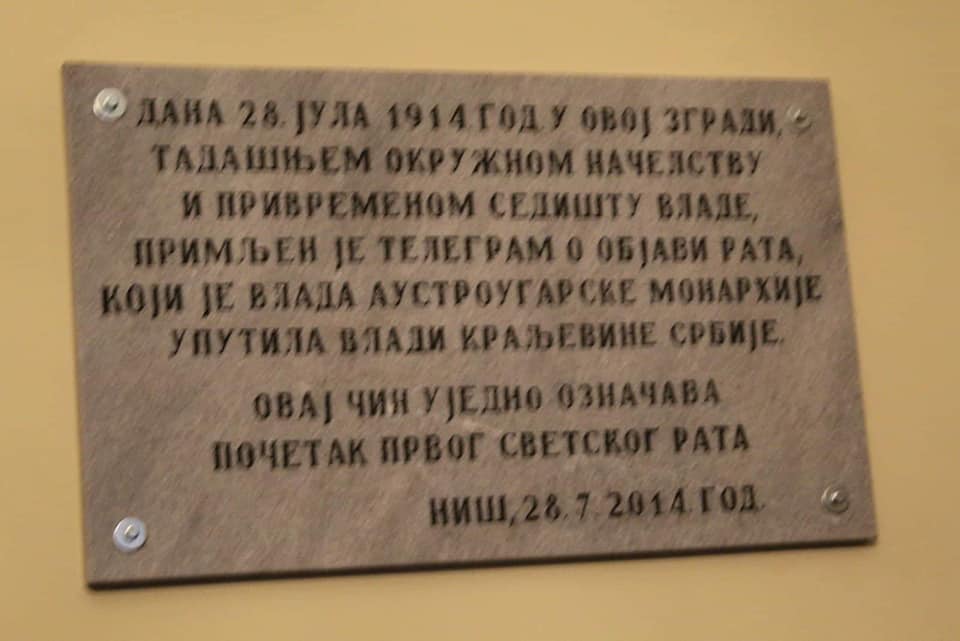 ДАНА 28. ЈУЛА 1914 ГОД. У ОВОЈ ЗГРАДИ,
ТАДАШЊЕМ ОКРУЖНОМ НАЧЕЛСТВУ
И ПРИВРЕМЕНОМ СЕДИШТУ ВЛАДЕ,
ПРИМЉЕН ЈЕ ТЕЛЕГРАМ О ОБЈАВИ РАТА,
КОЈИ ЈЕ ВЛАДА АУСТРОУГАРСКЕ МОНАРХИЈЕ
УПУТИЛА ВЛАДИ КРАЉЕВИНЕ СРБИЈЕ.
ОВАЈ ЧИН УЈЕДНО ОЗНАЧАВА
ПОЧЕТАК ПРВОГ СВЕТСКОГ РАТА
НИШ, 28. 7. 2014. ГОД.